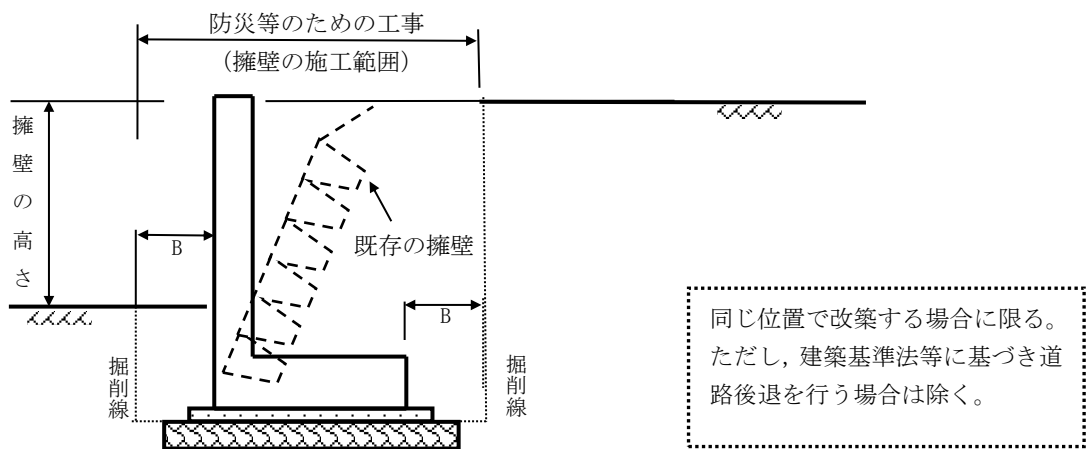 防災等のための工事
(擁壁の施工範囲)
擁壁の高さ
B
既存の擁壁
B
掘削線
掘削線
同じ位置で改築する場合に限る。
ただし,建築基準法等に基づき道
路後退を行う場合は除く。